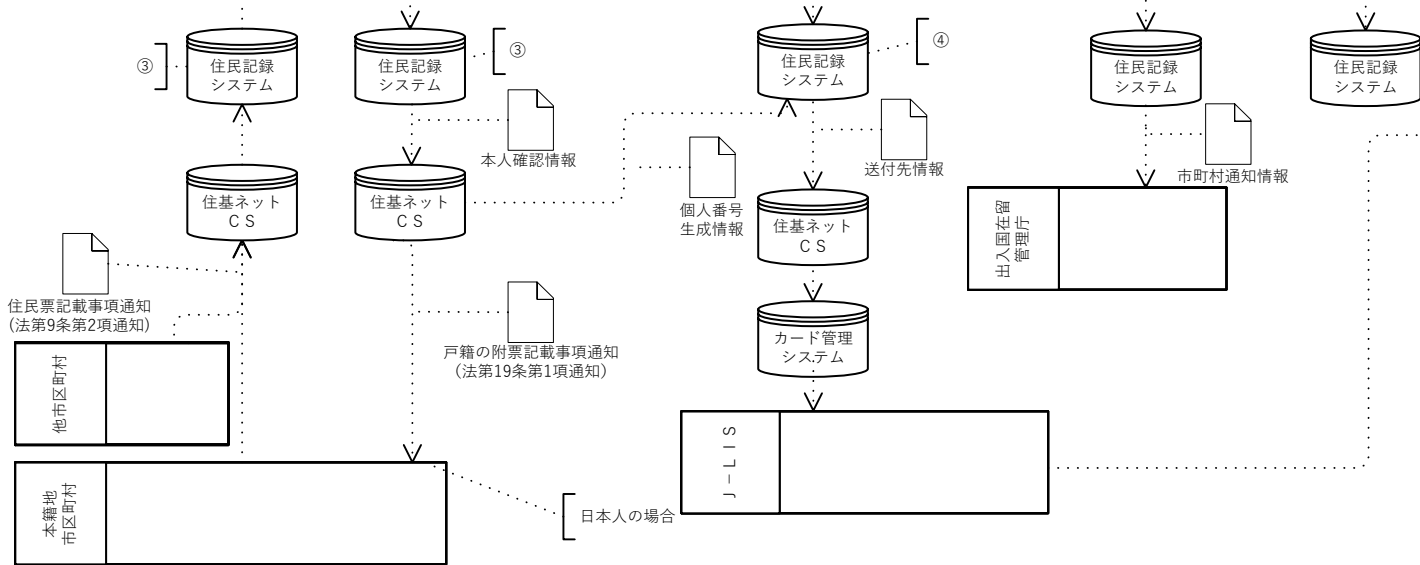 ③
住民記録
システム
住民記録
システム
③
住民記録
システム
④
住民記録
システム
住民記録
システム
本人確認情報
送付先情報
市町村通知情報
住基ネット
ＣＳ
住基ネット
ＣＳ
個人番号
生成情報
住基ネット
ＣＳ
出入国在留
管理庁
住民票記載事項通知
(法第9条第2項通知)
戸籍の附票記載事項通知
(法第19条第1項通知)
カード管理
システム
他市区町村
Ｊ－ＬＩＳ
本籍地
市区町村
日本人の場合